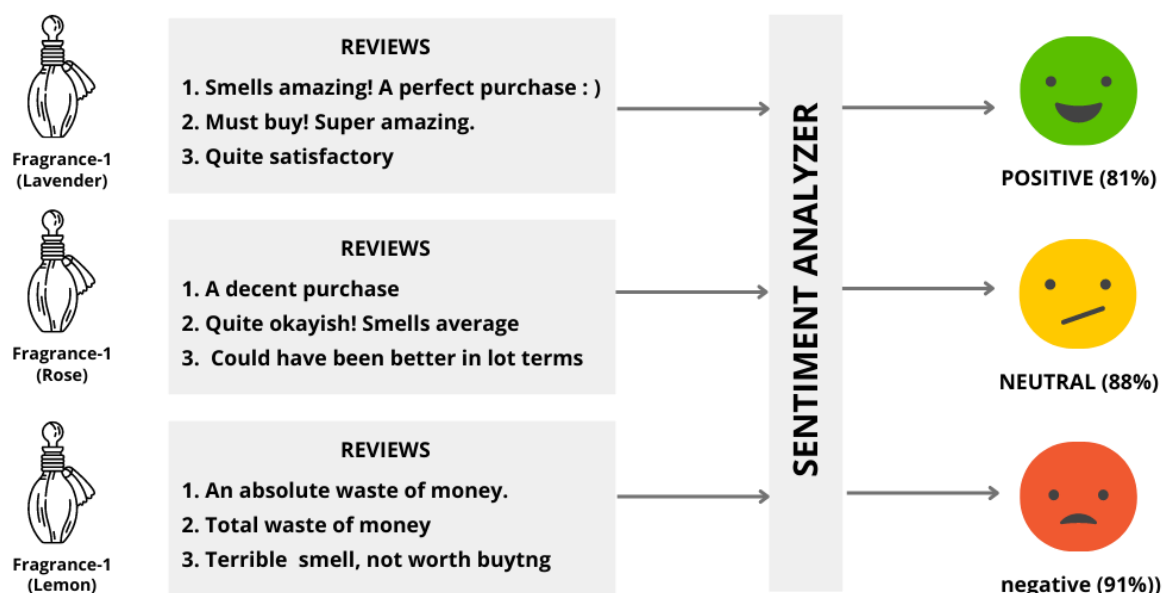 Fragrance-1
(Lavender)
REVIEWS
1. Smells amazing! A perfect purchase : )
2. Must buy! Super amazing.
3. Quite satisfactory
POSITIVE (81%)
Fragrance-1
(Rose)
REVIEWS
1. A decent purchase
2. Quite okayish! Smells average
3. Could have been better in lot terms
NEUTRAL (88%)
Fragrance-1
(Lemon)
REVIEWS
1. An absolute waste of money.
2. Total waste of money
3. Terrible smell, not worth buytng
negative (91%))
SENTIMENT ANALYZER